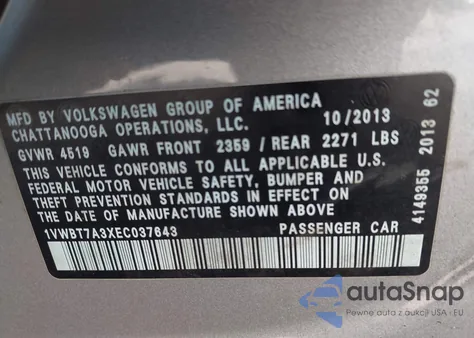 MFD BY VOLKSWAGEN GROUP OF AMERICA
CHATTANOOGA OPERATIONS, LLC. 10/2013
GVWR 4519 GAWR FRONT 2359 / REAR 2271 LBS
THIS VEHICLE CONFORMS TO ALL APPLICABLE U.S.
FEDERAL MOTOR VEHICLE SAFETY, BUMPER AND
THEFT PREVENTION STANDARDS IN EFFECT ON
THE DATE OF MANUFACTURE SHOWN ABOVE
1VWBT7A3XEC037643 PASSENGER CAR
4149355 2013 62
autoSnap
Pewne auta z aukcji USA i EU